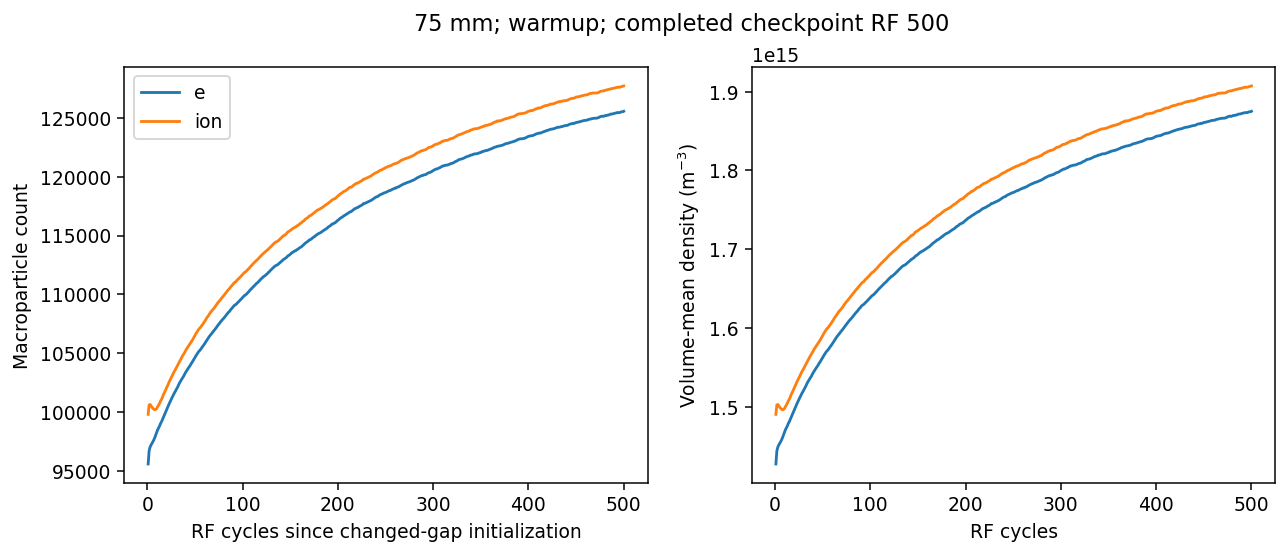 75 mm; warmup; completed checkpoint RF 500
e
ion
Macroparticle count
125000
120000
115000
110000
105000
100000
95000
0 100 200 300 400 500
RF cycles since changed-gap initialization
1e15
Volume-mean density (m⁻³)
1.9
1.8
1.7
1.6
1.5
0 100 200 300 400 500
RF cycles